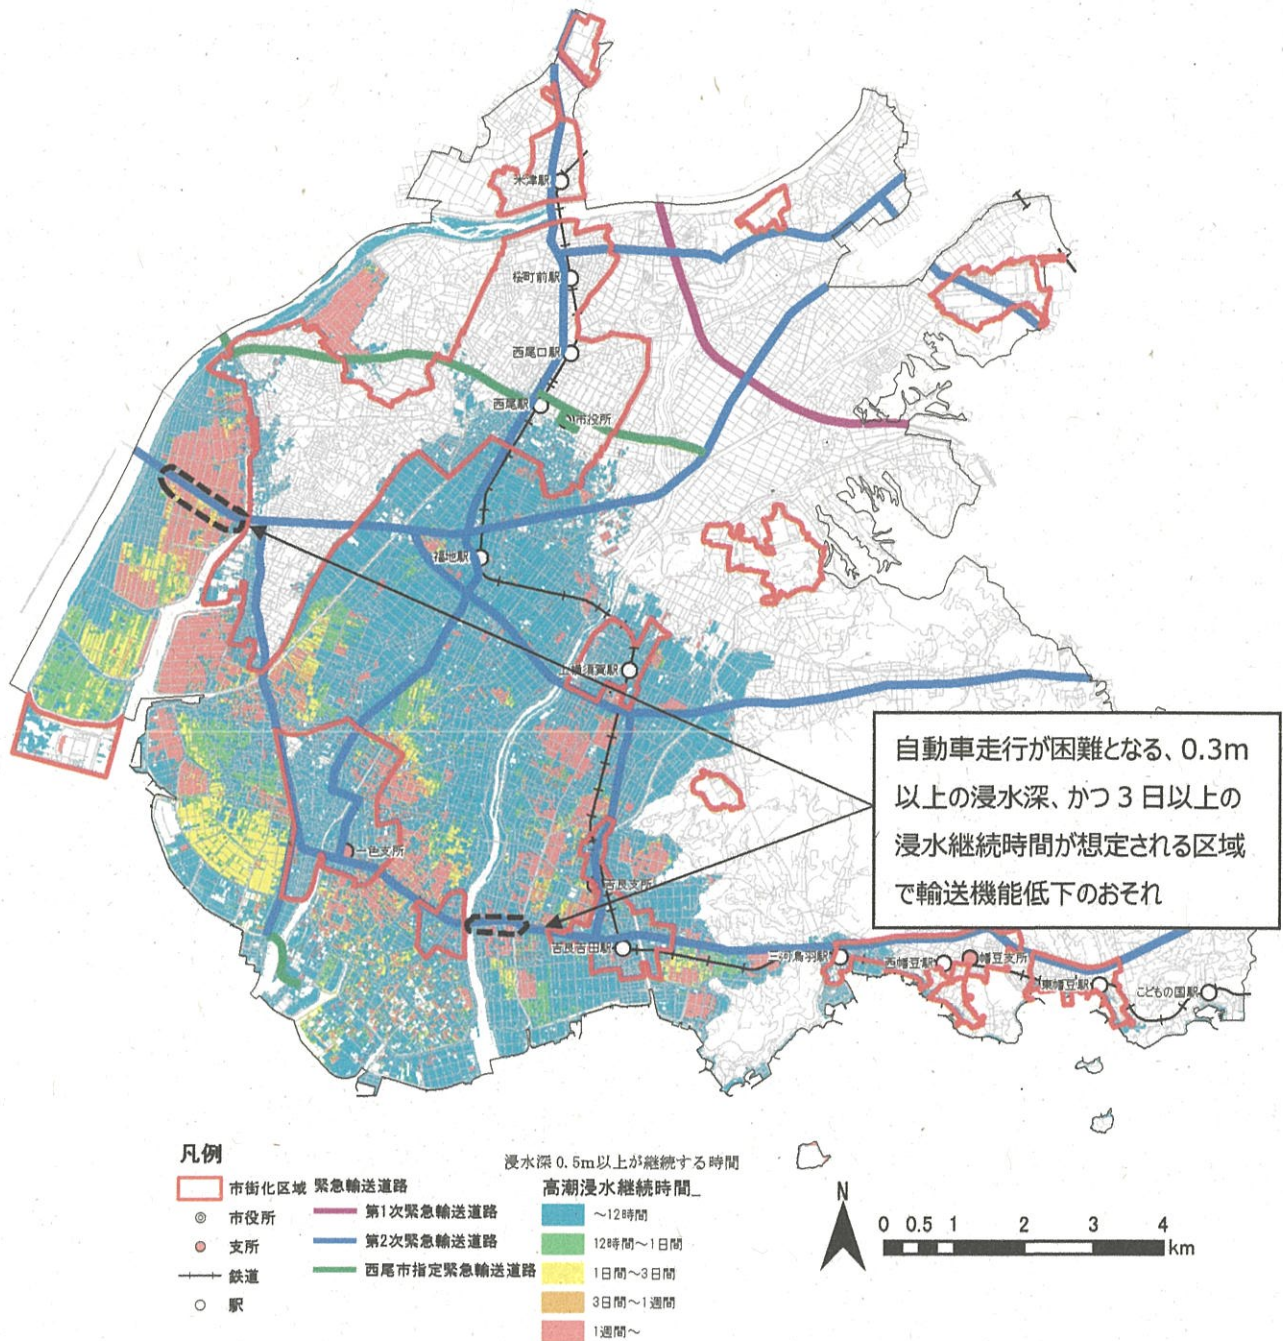 米津駅
桜町前駅
西尾口駅
西尾駅
市役所
福地駅
上横須賀駅
自動車走行が困難となる、0.3m
以上の浸水深、かつ3日以上の
浸水継続時間が想定される区域
で輸送機能低下のおそれ
一色支所
吉良支所
吉良吉田駅
三河鳥羽駅
西幡豆駅
幡豆支所
東幡豆駅
こどもの国駅
凡例
市街化区域
市役所
支所
鉄道
駅
緊急輸送道路
第1次緊急輸送道路
第2次緊急輸送道路
西尾市指定緊急輸送道路
浸水深0.5m以上が継続する時間
高潮浸水継続時間_
～12時間
12時間～1日間
1日間～3日間
3日間～1週間
1週間～
N
0 0.5 1 2 3 4
km